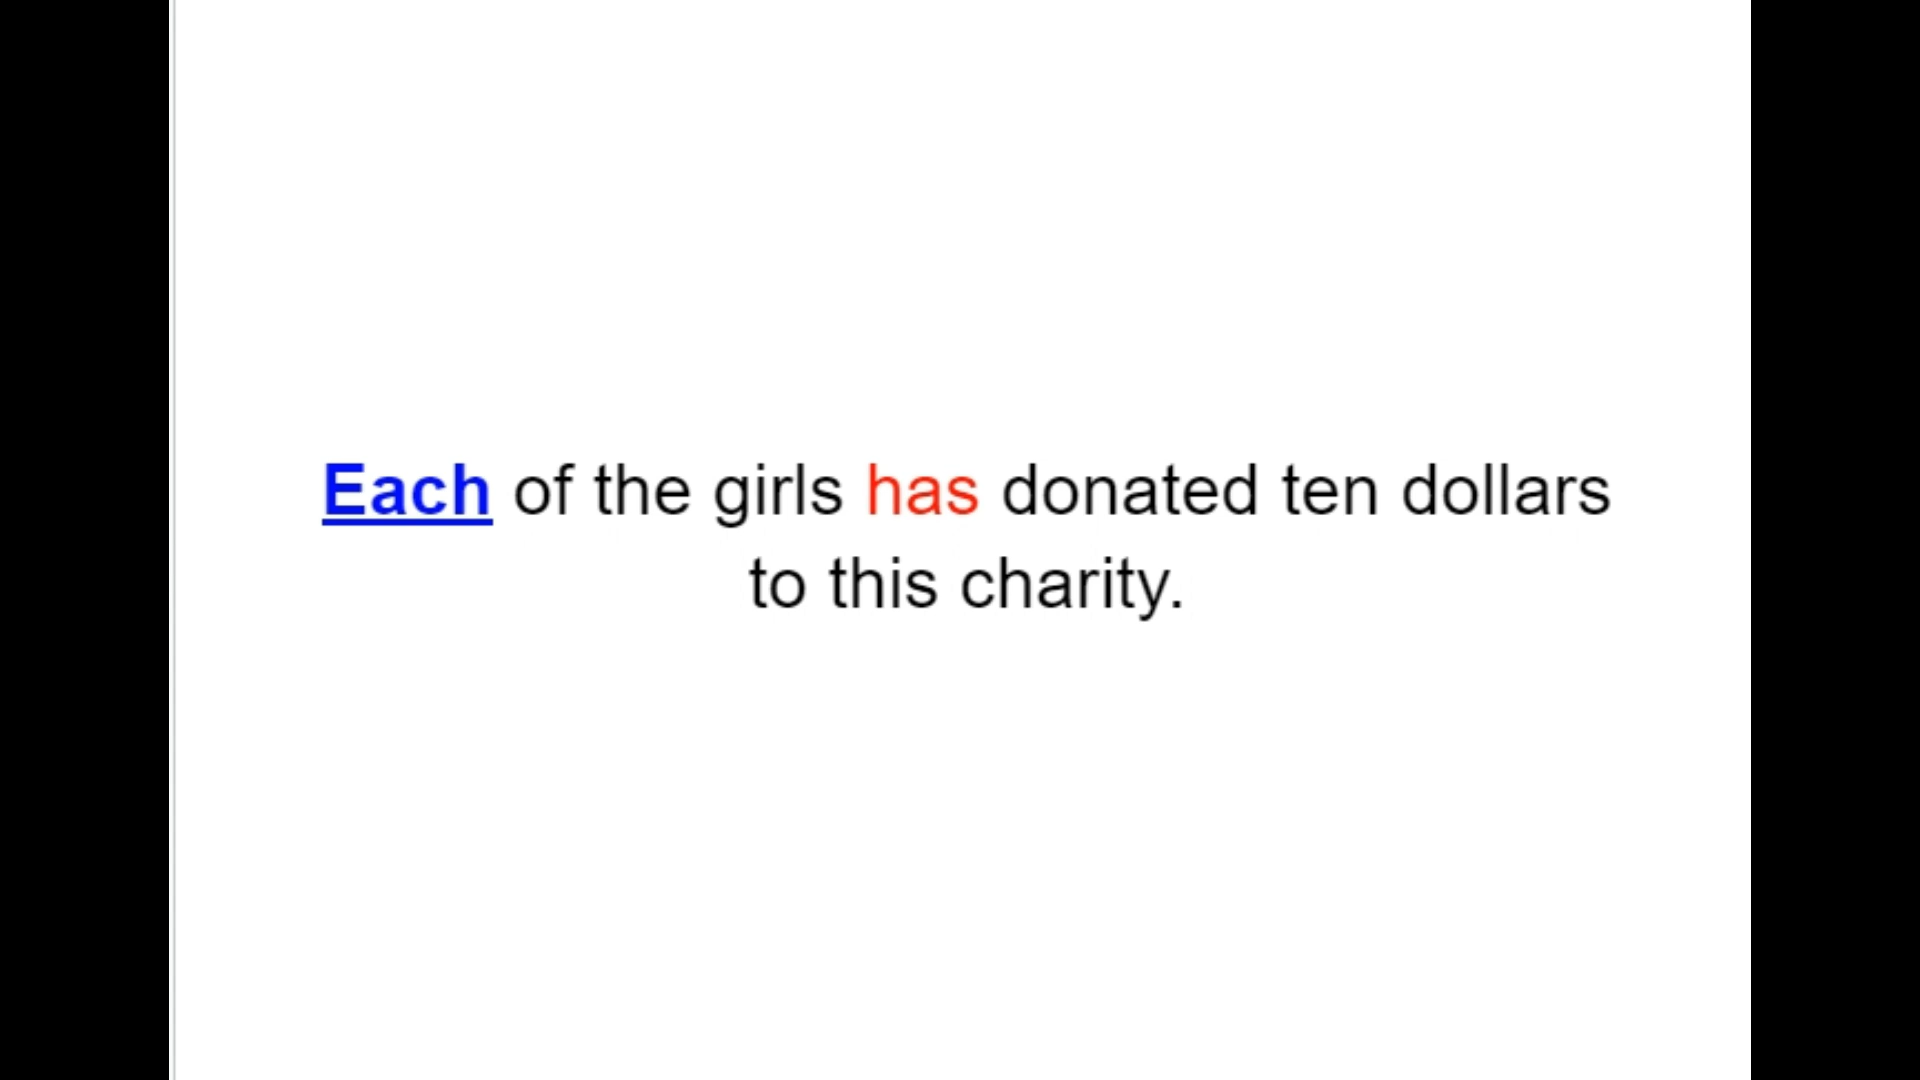 Each of the girls has donated ten dollars
to this charity.